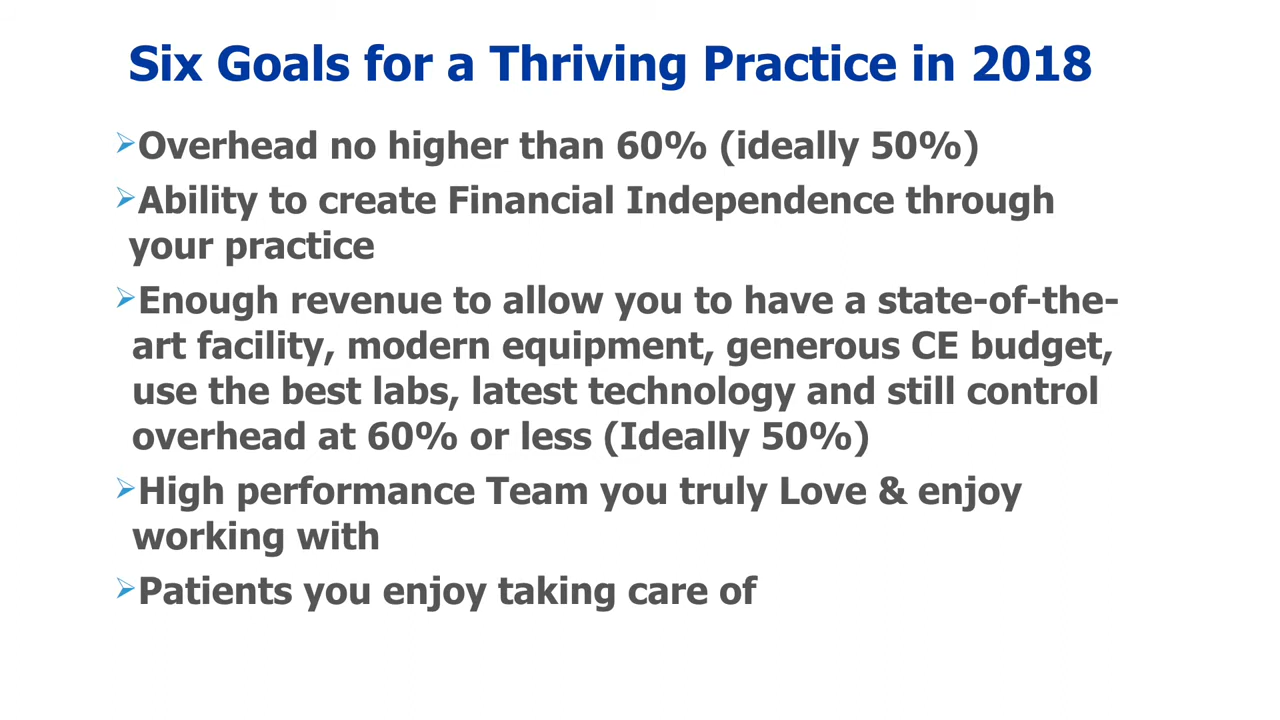 Six Goals for a Thriving Practice in 2018
➢Overhead no higher than 60% (ideally 50%)
➢Ability to create Financial Independence through
your practice
➢Enough revenue to allow you to have a state-of-the-
art facility, modern equipment, generous CE budget,
use the best labs, latest technology and still control
overhead at 60% or less (Ideally 50%)
➢High performance Team you truly Love & enjoy
working with
➢Patients you enjoy taking care of